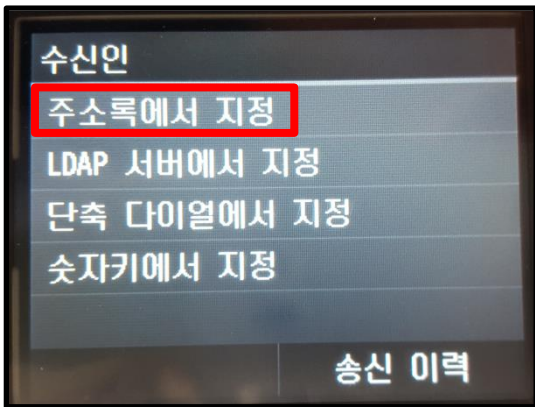 수신인
주소록에서 지정
LDAP 서버에서 지정
단축 다이얼에서 지정
숫자키에서 지정
송신 이력